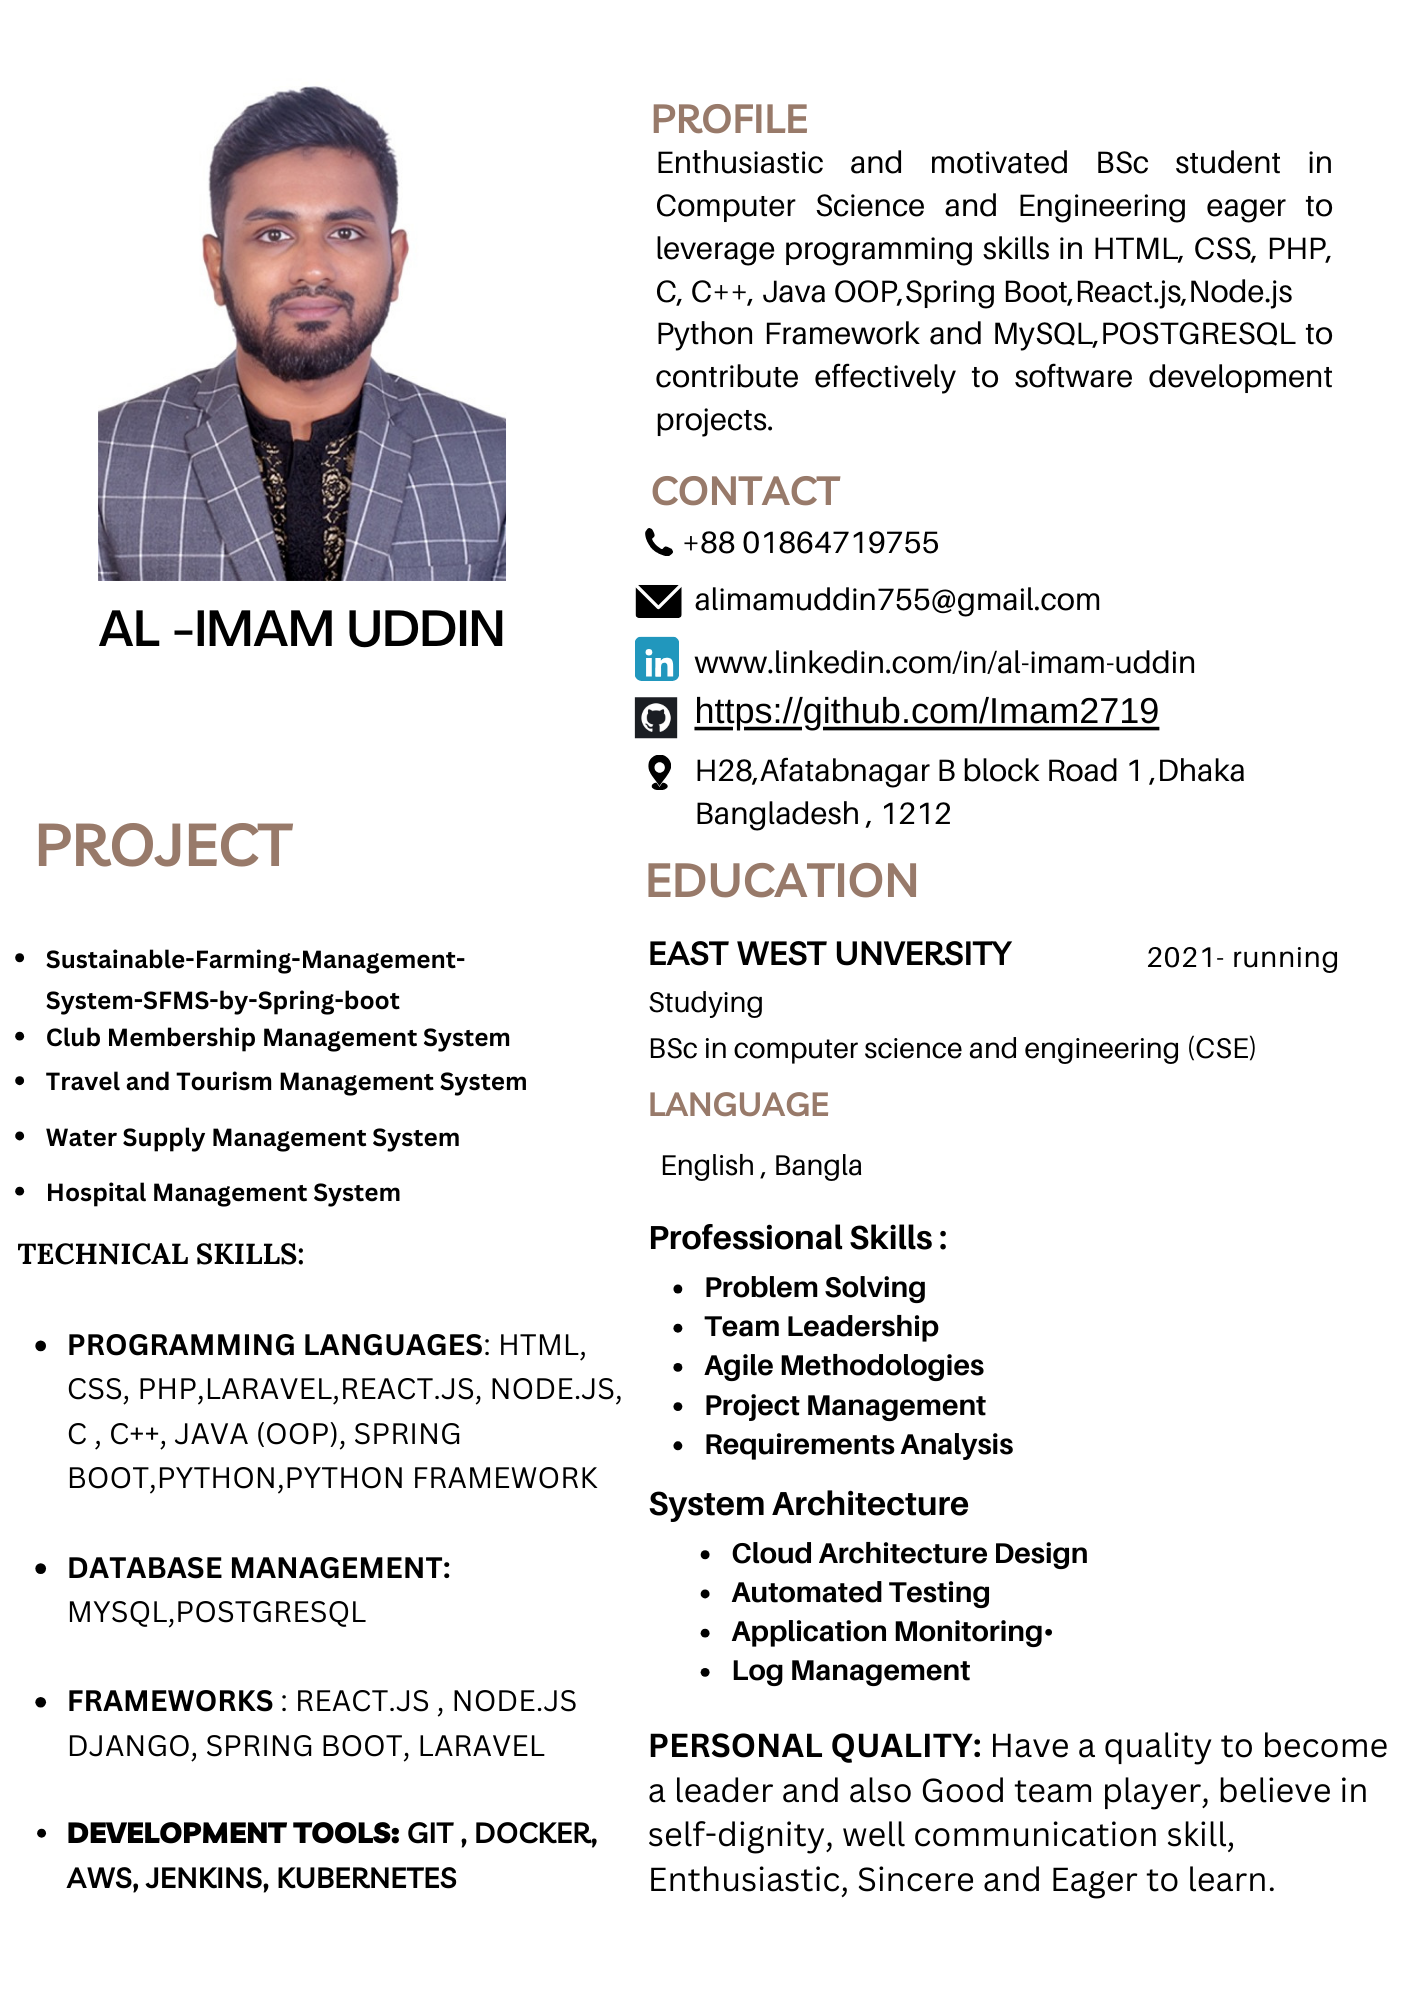 AL -IMAM UDDIN
PROJECT
• Sustainable-Farming-Management-
System-SFMS-by-Spring-boot
• Club Membership Management System
• Travel and Tourism Management System
• Water Supply Management System
• Hospital Management System
TECHNICAL SKILLS:
• PROGRAMMING LANGUAGES: HTML,
CSS, PHP,LARAVEL,REACT.JS, NODE.JS,
C , C++, JAVA (OOP), SPRING
BOOT,PYTHON,PYTHON FRAMEWORK
• DATABASE MANAGEMENT:
MYSQL,POSTGRESQL
• FRAMEWORKS : REACT.JS , NODE.JS
DJANGO, SPRING BOOT, LARAVEL
• DEVELOPMENT TOOLS: GIT , DOCKER,
AWS, JENKINS, KUBERNETES
PROFILE
Enthusiastic and motivated BSc student in
Computer Science and Engineering eager to
leverage programming skills in HTML, CSS, PHP,
C, C++, Java OOP,Spring Boot,React.js,Node.js
Python Framework and MySQL,POSTGRESQL to
contribute effectively to software development
projects.
CONTACT
+88 01864719755
alimamuddin755@gmail.com
in www.linkedin.com/in/al-imam-uddin
https://github.com/Imam2719
H28,Afatabnagar B block Road 1 ,Dhaka
Bangladesh , 1212
EDUCATION
EAST WEST UNVERSITY 2021- running
Studying
BSc in computer science and engineering (CSE)
LANGUAGE
English , Bangla
Professional Skills :
• Problem Solving
• Team Leadership
• Agile Methodologies
• Project Management
• Requirements Analysis
System Architecture
• Cloud Architecture Design
• Automated Testing
• Application Monitoring•
• Log Management
PERSONAL QUALITY: Have a quality to become
a leader and also Good team player, believe in
self-dignity, well communication skill,
Enthusiastic, Sincere and Eager to learn.